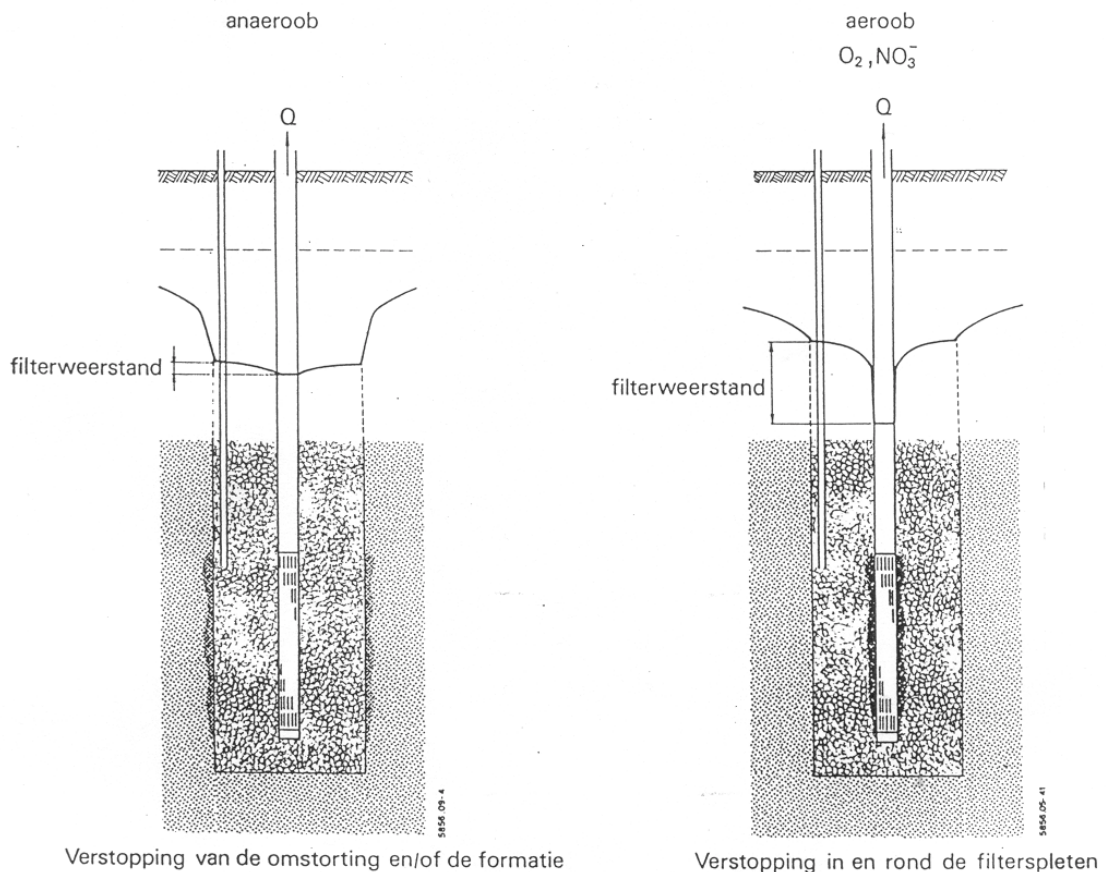 anaeroob
Q
filterweerstand
5856.09-4
Verstopping van de omstorting en/of de formatie
aeroob
O₂, NO₃⁻
Q
filterweerstand
5856.05-41
Verstopping in en rond de filterspleten